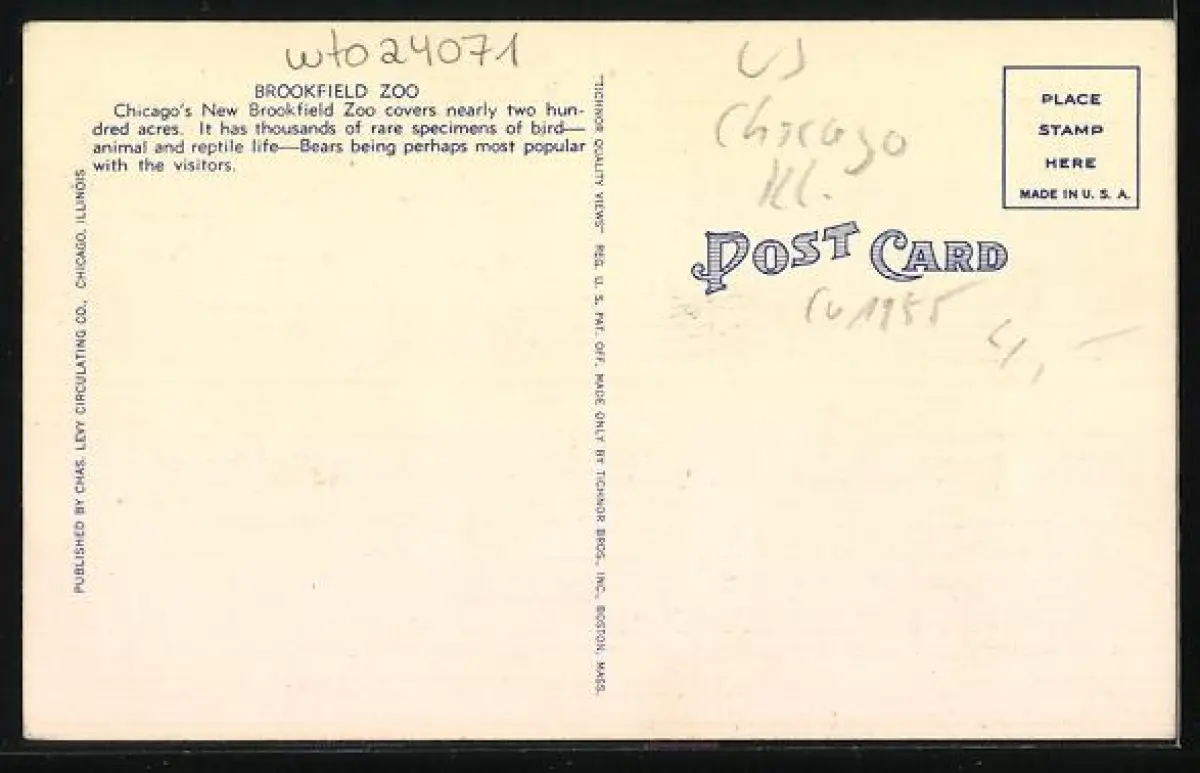 wto24071
BROOKFIELD ZOO
Chicago's New Brookfield Zoo covers nearly two hun-
dred acres. It has thousands of rare specimens of bird—
animal and reptile life—Bears being perhaps most popular
with the visitors.
PUBLISHED BY CHAS. LEVY CIRCULATING CO., CHICAGO, ILLINOIS
"TICHNOR QUALITY VIEWS" REG. U. S. PAT. OFF. MADE ONLY BY TICHNOR BROS., INC., BOSTON, MASS.
US
Chicago
Ill.
PLACE
STAMP
HERE
MADE IN U. S. A.
POST CARD
1955